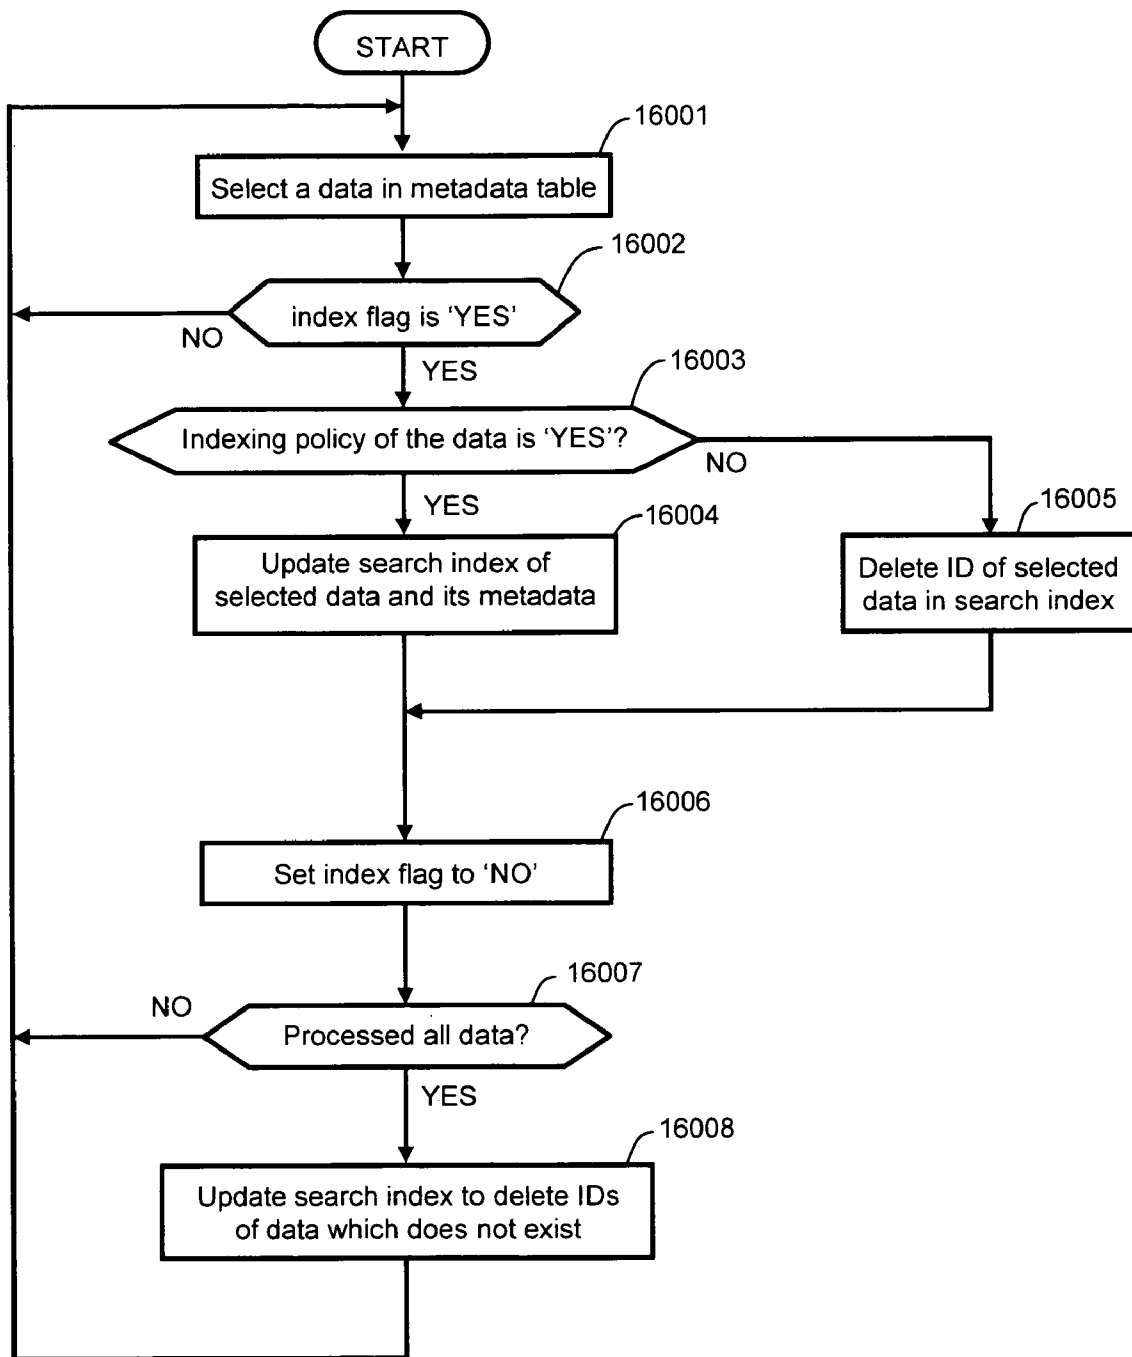 START
16001
Select a data in metadata table
16002
index flag is ‘YES’
NO
YES
16003
Indexing policy of the data is ‘YES’?
NO
YES
16004
16005
Update search index of
selected data and its metadata
Delete ID of selected
data in search index
16006
Set index flag to ‘NO’
16007
NO
Processed all data?
YES
16008
Update search index to delete IDs
of data which does not exist